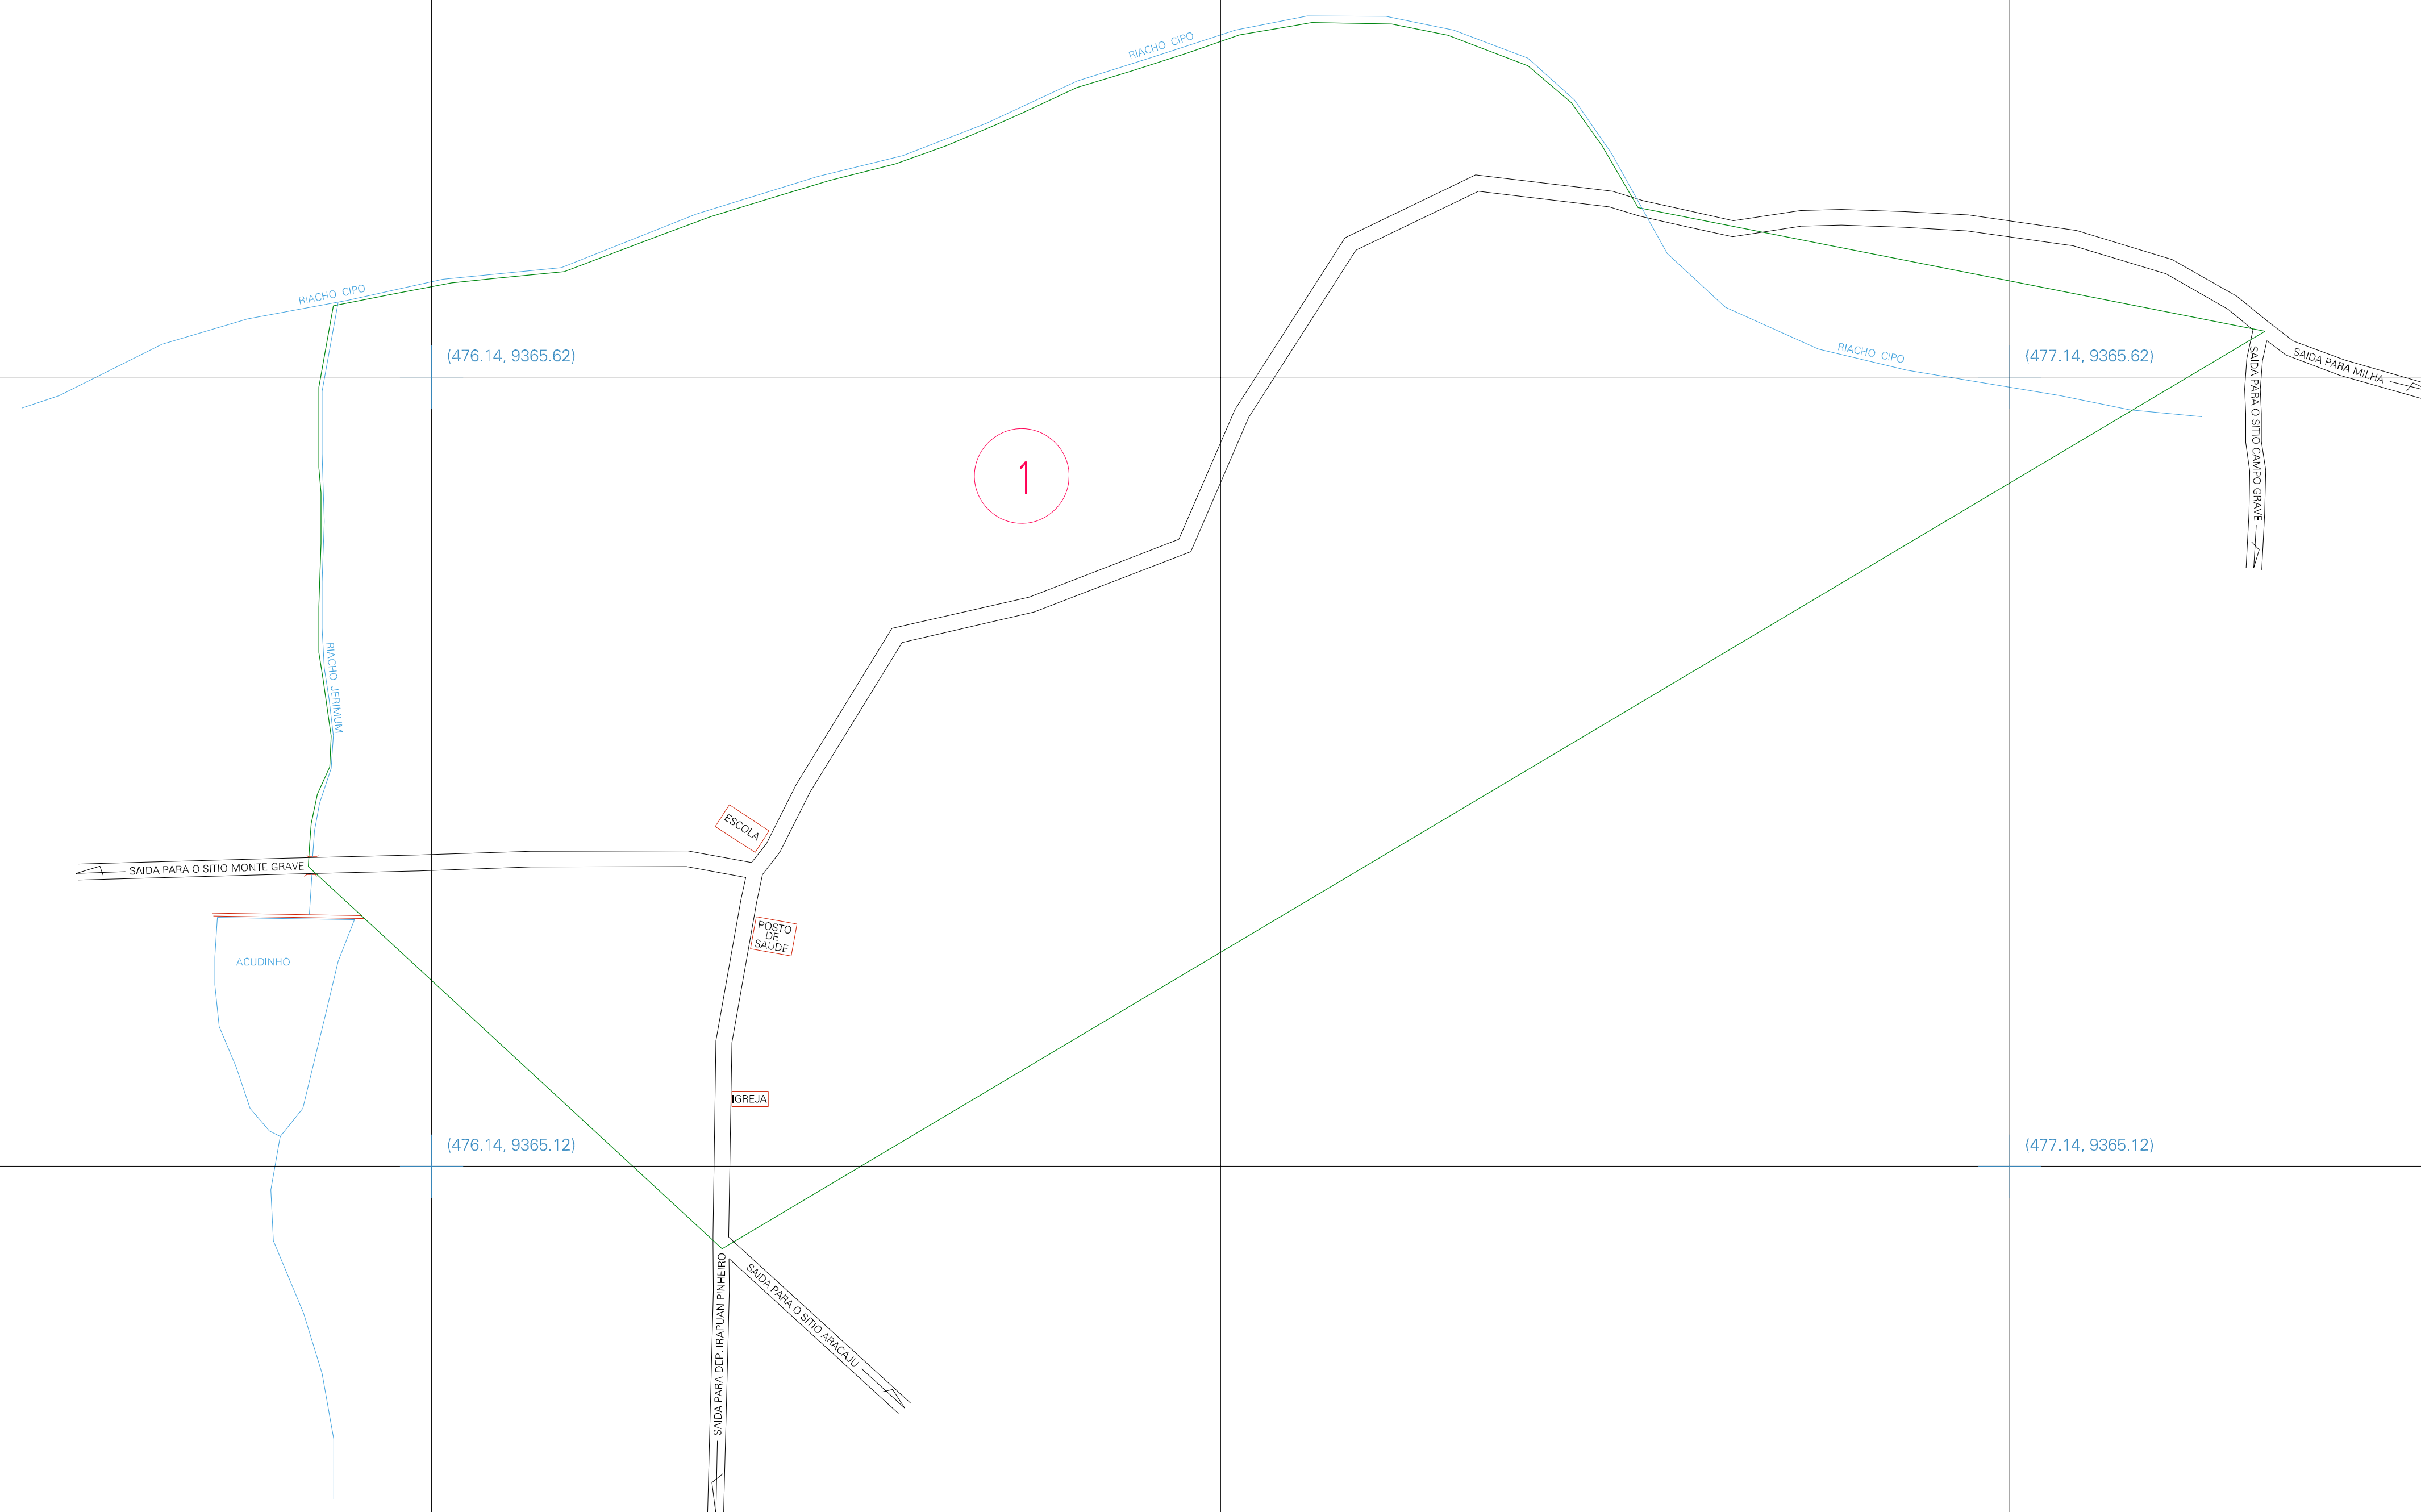 RIACHO CIPO
RIACHO CIPO
(476.14, 9365.62)
(477.14, 9365.62)
RIACHO CIPO
SAIDA PARA MILHA
SAIDA PARA O SITIO CAMPO GRAVE
1
RIACHO JERIMUM
ESCOLA
SAIDA PARA O SITIO MONTE GRAVE
POSTO
DE
SAUDE
ACUDINHO
IGREJA
(476.14, 9365.12)
(477.14, 9365.12)
SAIDA PARA DEP. IRAPUAN PINHEIRO
SAIDA PARA O SITIO ARACAJU